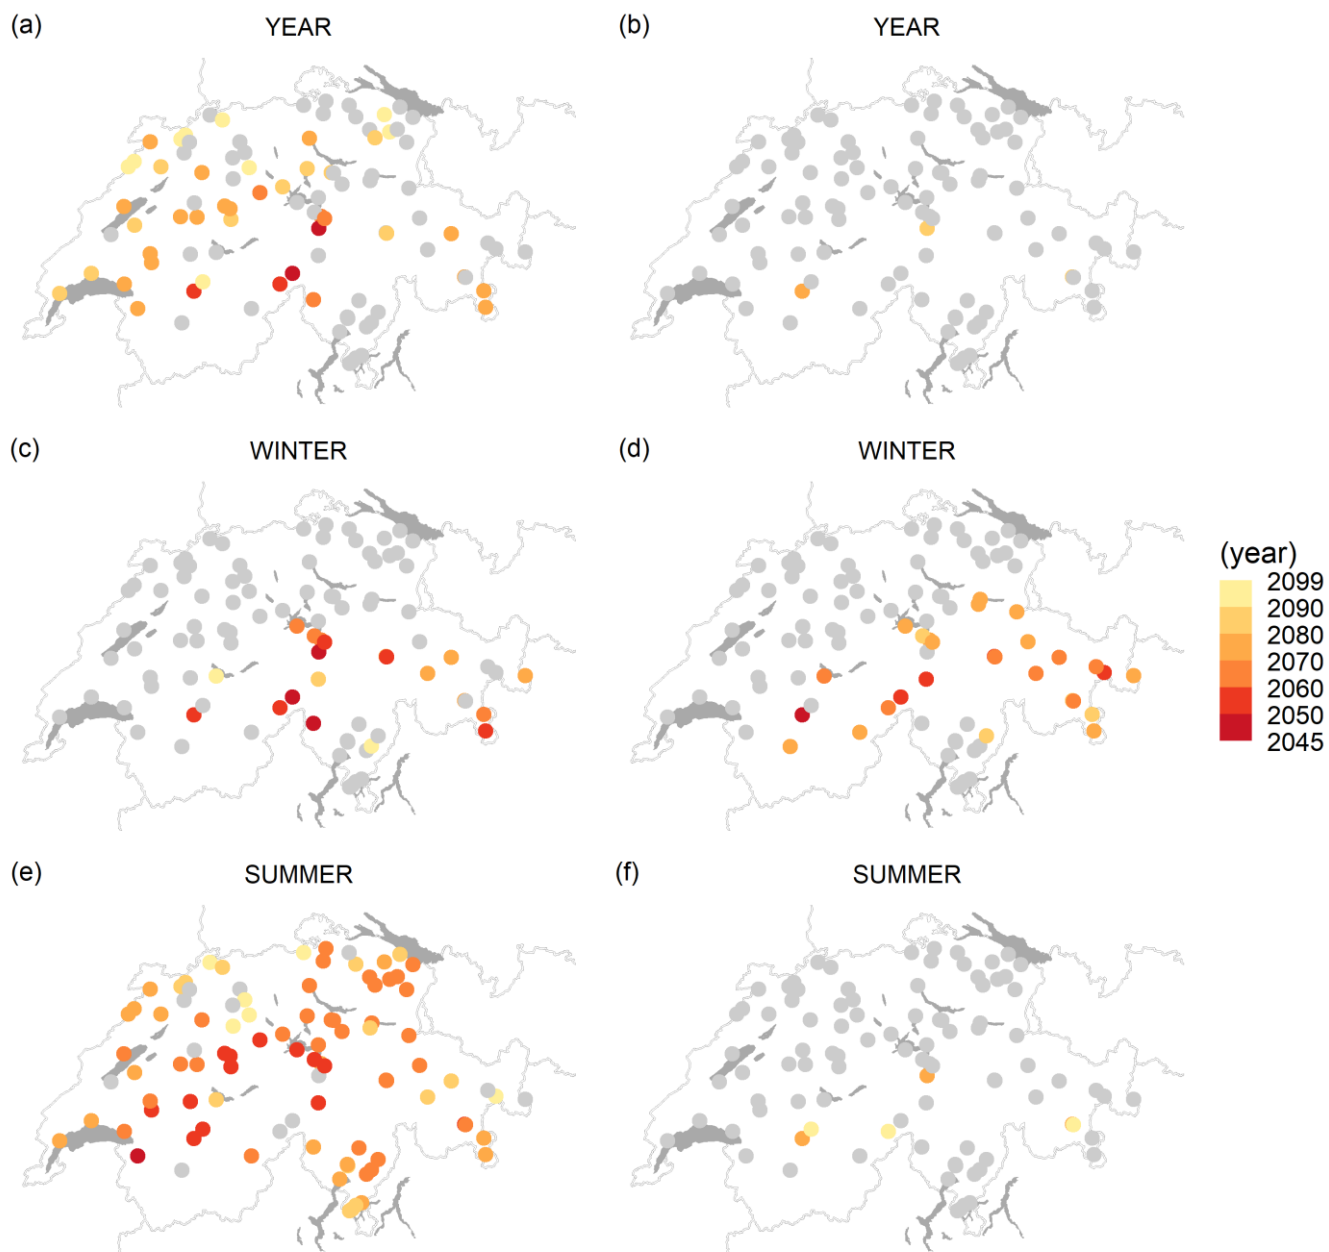 (a) YEAR
(b) YEAR
(c) WINTER
(d) WINTER
(year)
2099
2090
2080
2070
2060
2050
2045
(e) SUMMER
(f) SUMMER